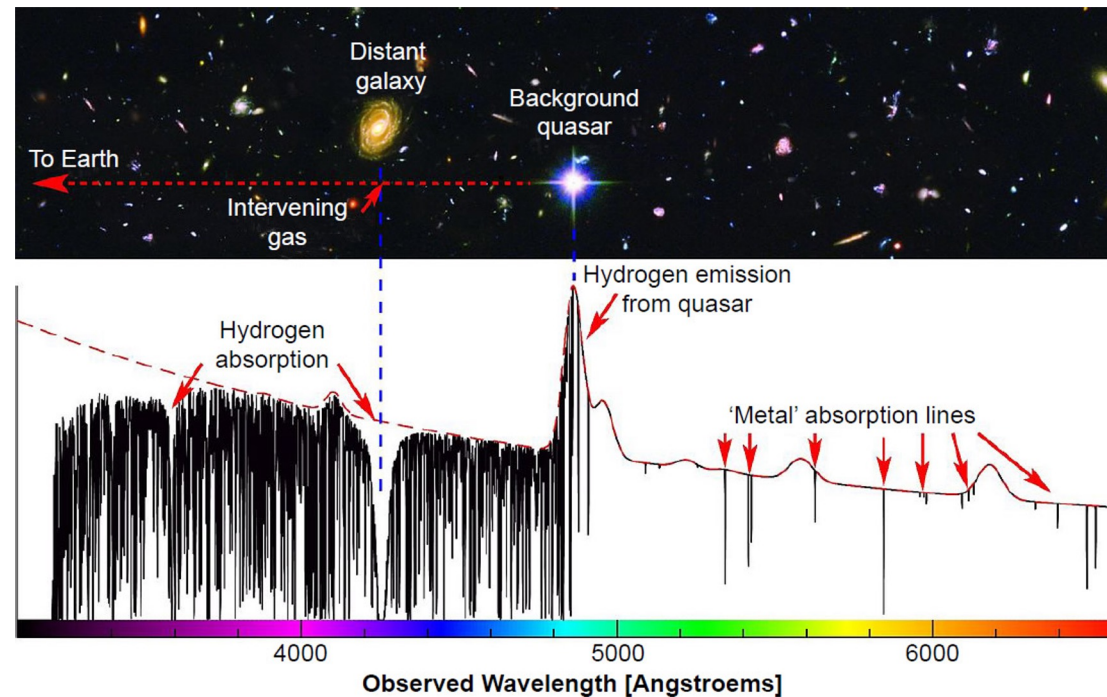 Distant
galaxy
Background
quasar
To Earth
Intervening
gas
Hydrogen emission
from quasar
Hydrogen
absorption
‘Metal’ absorption lines
4000
5000
6000
Observed Wavelength [Angstroems]